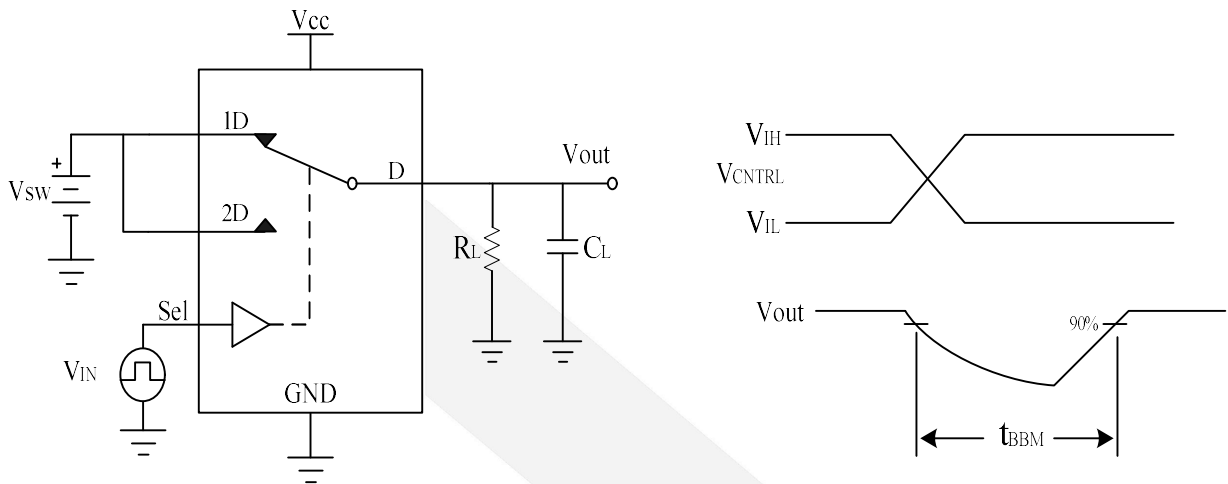 Vcc
1D
+
VSW
D
Vout
2D
RL
CL
Sel
VIN
GND
VIH
VCNTRL
VIL
Vout
90%
tBBM